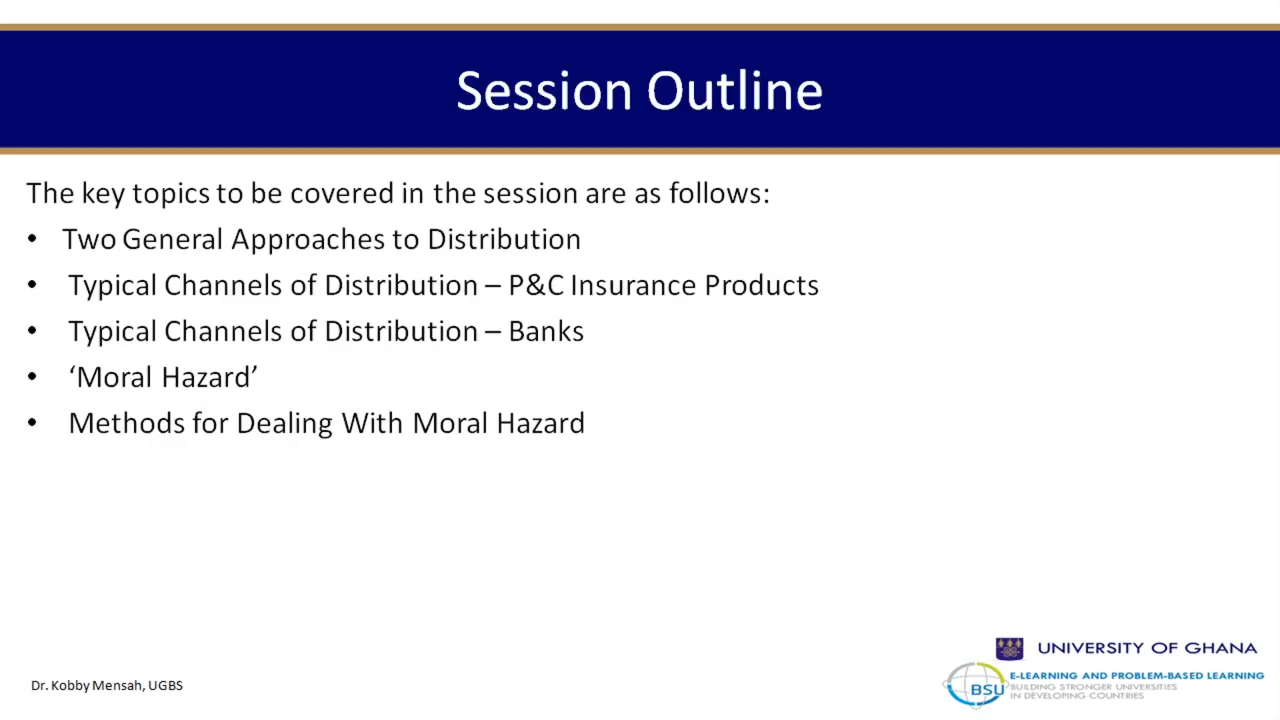 Session Outline
The key topics to be covered in the session are as follows:
• Two General Approaches to Distribution
• Typical Channels of Distribution – P&C Insurance Products
• Typical Channels of Distribution – Banks
• ‘Moral Hazard’
• Methods for Dealing With Moral Hazard
UNIVERSITY OF GHANA
BSU
E-LEARNING AND PROBLEM-BASED LEARNING
BUILDING STRONGER UNIVERSITIES
IN DEVELOPING COUNTRIES
Dr. Kobby Mensah, UGBS